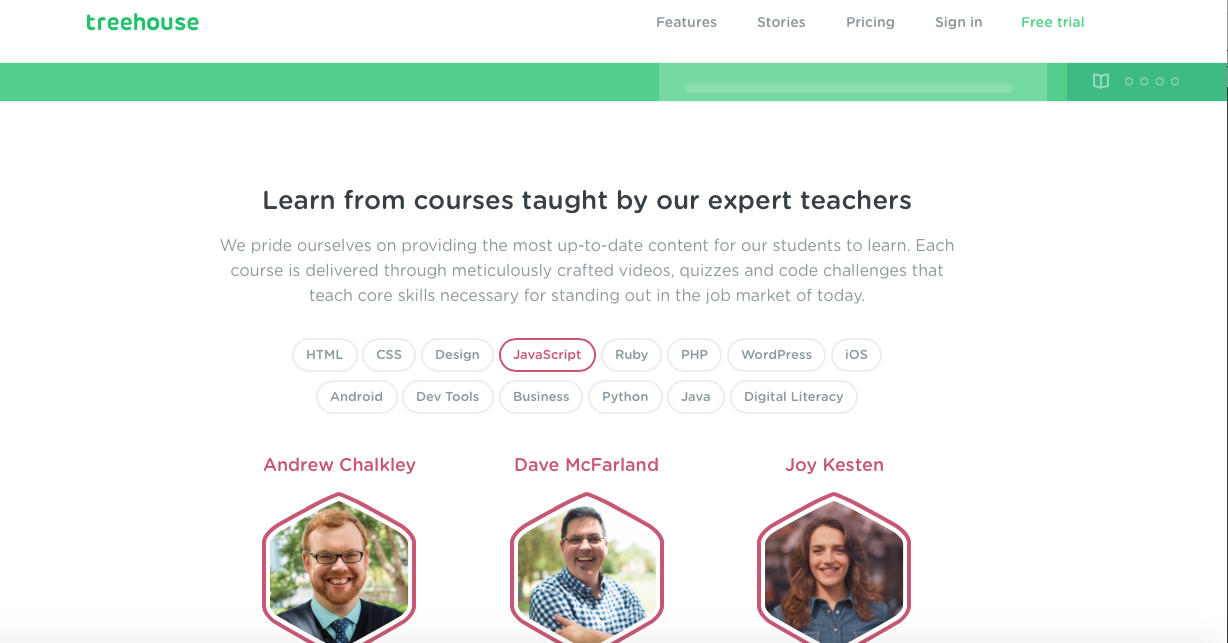 treehouse
Features Stories Pricing Sign in Free trial
Learn from courses taught by our expert teachers
We pride ourselves on providing the most up-to-date content for our students to learn. Each
course is delivered through meticulously crafted videos, quizzes and code challenges that
teach core skills necessary for standing out in the job market of today.
HTML CSS Design JavaScript Ruby PHP WordPress iOS
Android Dev Tools Business Python Java Digital Literacy
Andrew Chalkley Dave McFarland Joy Kesten